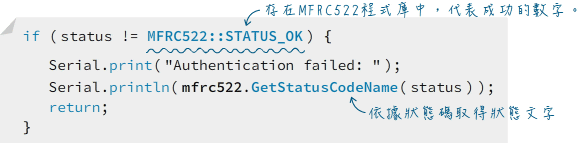 存在MFRC522程式庫中，代表成功的數字。
if (status != MFRC522::STATUS_OK) {
Serial.print("Authentication failed: ");
Serial.println(mfrc522.GetStatusCodeName(status));
return;
依據狀態碼取得狀態文字
}